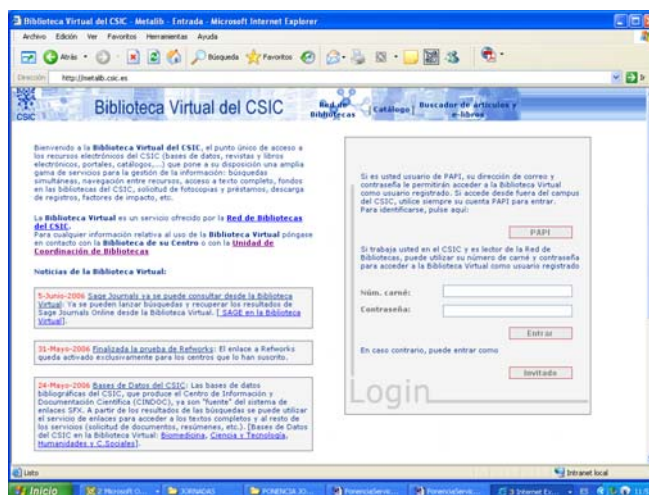 Biblioteca Virtual del CSIC - Metalib - Entrada - Microsoft Internet Explorer
Archivo Edición Ver Favoritos Herramientas Ayuda
Atrás Búsqueda Favoritos
Dirección http://metalib.csic.es Ir
CSIC
Biblioteca Virtual del CSIC
Red de Bibliotecas
Catálogo
Buscador de artículos y e-libros
Bienvenido a la Biblioteca Virtual del CSIC, el punto único de acceso a
los recursos electrónicos del CSIC (bases de datos, revistas y libros
electrónicos, portales, catálogos,...) que pone a su disposición una amplia
gama de servicios para la gestión de la información: búsquedas
simultáneas, navegación entre recursos, acceso a texto completo, fondos
en las bibliotecas del CSIC, solicitud de fotocopias y préstamos, descarga
de registros, factores de impacto, etc.
La Biblioteca Virtual es un servicio ofrecido por la Red de Bibliotecas
del CSIC.
Para cualquier información relativa al uso de la Biblioteca Virtual póngase
en contacto con la Biblioteca de su Centro o con la Unidad de
Coordinación de Bibliotecas
Noticias de la Biblioteca Virtual:
5-Junio-2006 Sage Journals ya se puede consultar desde la Biblioteca
Virtual: Ya se pueden lanzar búsquedas y recuperar los resultados de
Sage Journals Online desde la Biblioteca Virtual. [ SAGE en la Biblioteca
Virtual].
31-Mayo-2006 Finalizada la prueba de Refworks: El enlace a Refworks
queda activado exclusivamente para los centros que lo han suscrito.
24-Mayo-2006 Bases de Datos del CSIC: Las bases de datos
bibliográficas del CSIC, que produce el Centro de Información y
Documentación Científica (CINDOC), ya son "fuente" del sistema de
enlaces SFX. A partir de los resultados de las búsquedas se puede utilizar
el servicio de enlaces para acceder a los textos completos y al resto de
los servicios (solicitud de documentos, resúmenes, etc.). [Bases de Datos
del CSIC en la Biblioteca Virtual: Biomedicina, Ciencia y Tecnología,
Humanidades y C.Sociales].
Si es usted usuario de PAPI, su dirección de correo y
contraseña le permitirán acceder a la Biblioteca Virtual
como usuario registrado. Si accede desde fuera del campus
del CSIC, utilice siempre su cuenta PAPI para entrar.
Para identificarse, pulse aquí:
PAPI
Si trabaja usted en el CSIC y es lector de la Red de
Bibliotecas, puede utilizar su número de carné y contraseña
para acceder a la Biblioteca Virtual como usuario registrado
Núm. carné:
Contraseña:
Entrar
En caso contrario, puede entrar como
Invitado
Login
Listo
Intranet local
Inicio
2 Microsoft O...
JORNADAS
PONENCIA JO...
PonenciaServic...
PonenciaServic...
3 Internet Ex...
ES